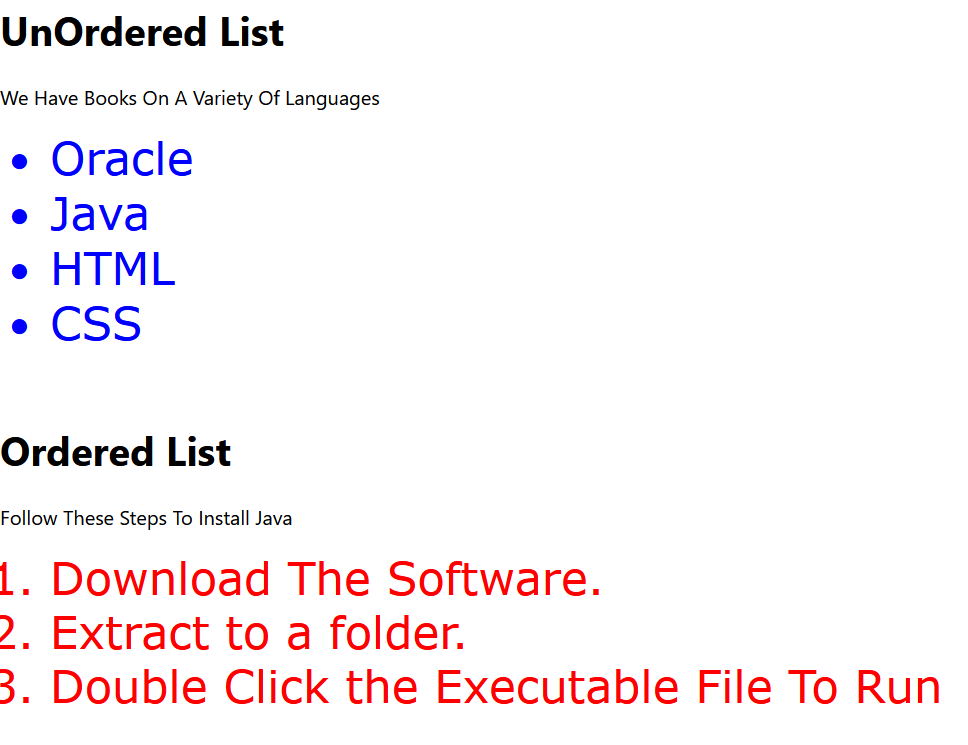 UnOrdered List
We Have Books On A Variety Of Languages
• Oracle
• Java
• HTML
• CSS
Ordered List
Follow These Steps To Install Java
1. Download The Software.
2. Extract to a folder.
3. Double Click the Executable File To Run